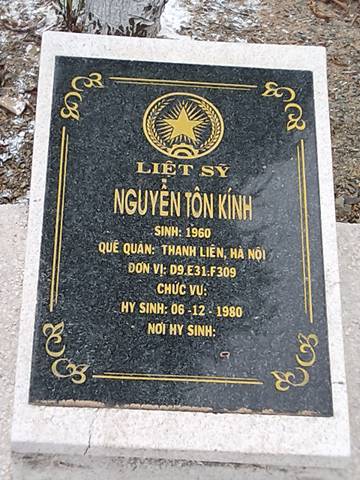 LIỆT SỸ
NGUYỄN TÔN KÍNH
SINH: 1960
QUÊ QUÁN: THANH LIÊN, HÀ NỘI
ĐƠN VỊ: D9.E31.F309
CHỨC VỤ:
HY SINH: 06-12-1980
NƠI HY SINH: